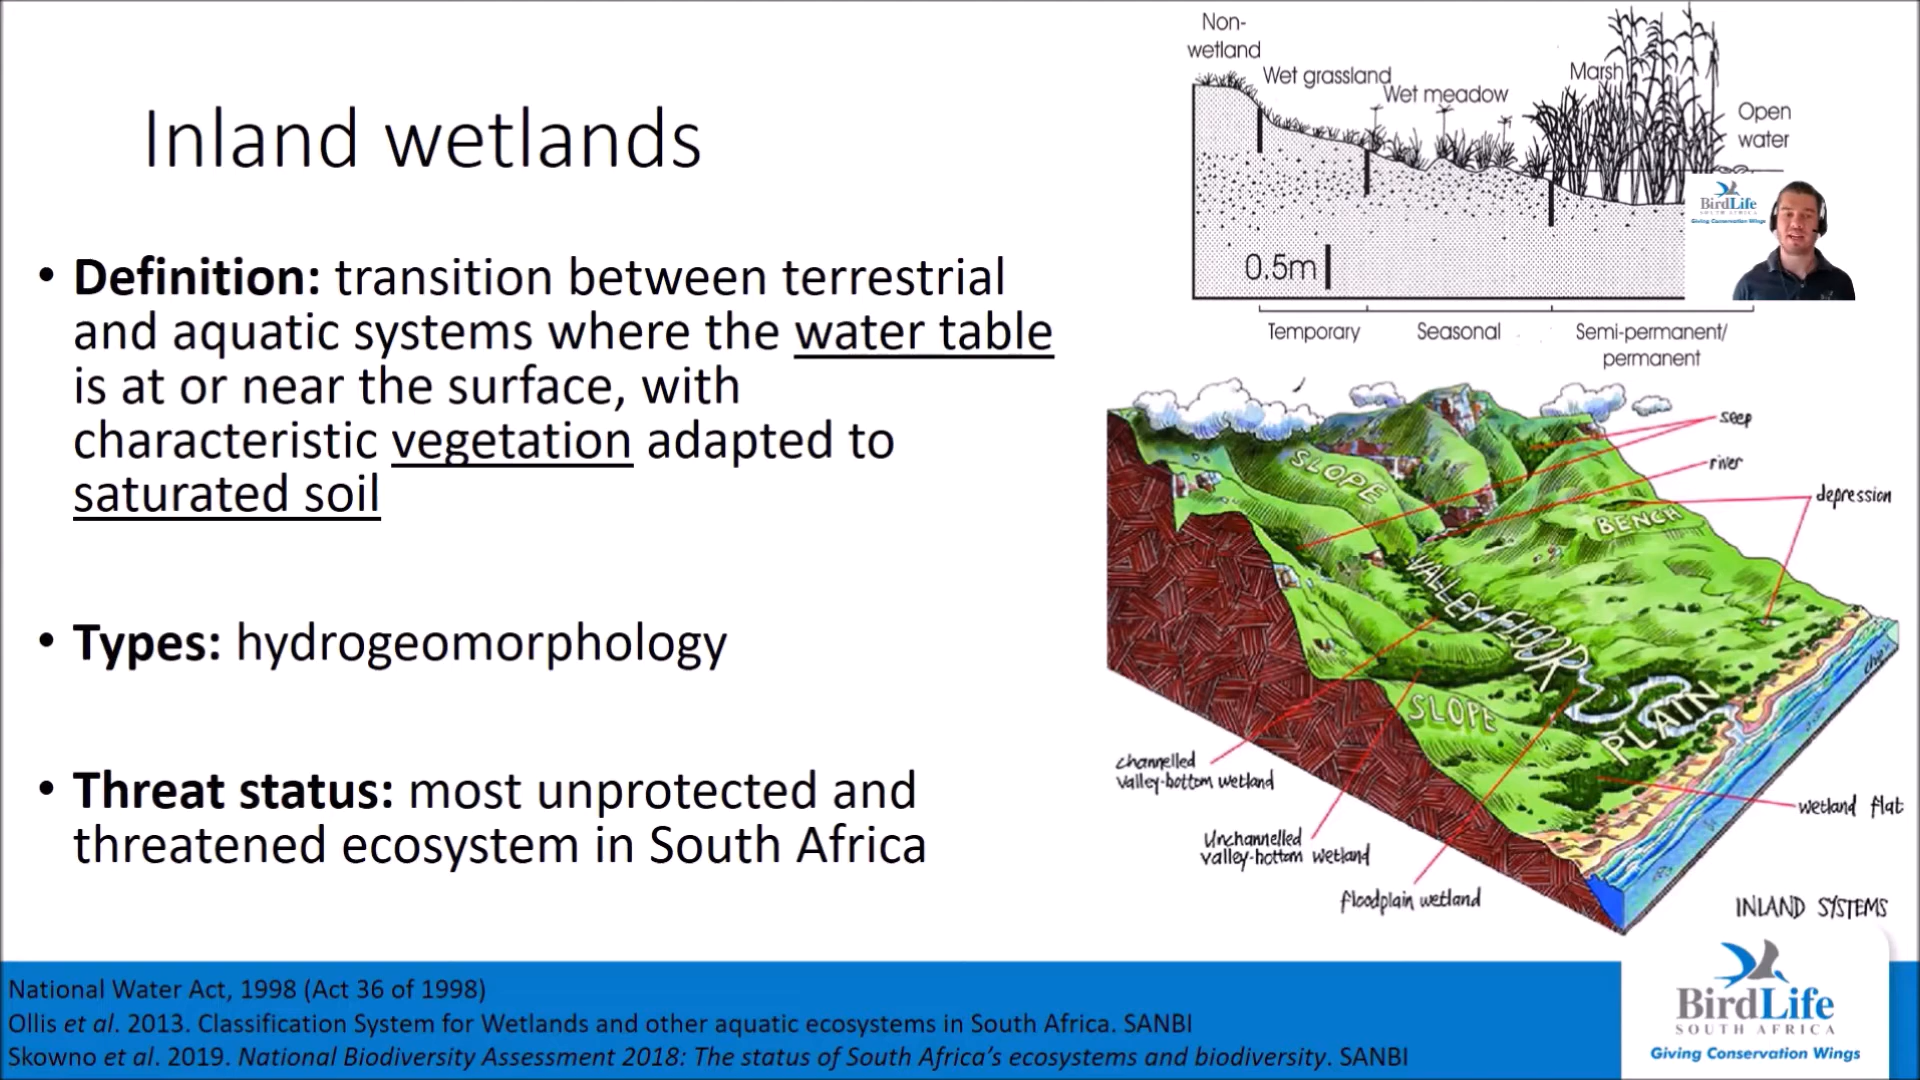 Inland wetlands
• Definition: transition between terrestrial
and aquatic systems where the water table
is at or near the surface, with
characteristic vegetation adapted to
saturated soil
• Types: hydrogeomorphology
• Threat status: most unprotected and
threatened ecosystem in South Africa
Non-
wetland
Wet grassland
Wet meadow
Marsh
Open
water
0.5m
Temporary
Seasonal
Semi-permanent/
permanent
BirdLife
SOUTH AFRICA
Giving Conservation Wings
seep
river
depression
SLOPE
BENCH
VALLEY FLOOR
SLOPE
PLAIN
channelled
valley-bottom wetland
Unchannelled
valley-bottom wetland
floodplain wetland
wetland flat
INLAND SYSTEMS
National Water Act, 1998 (Act 36 of 1998)
Ollis et al. 2013. Classification System for Wetlands and other aquatic ecosystems in South Africa. SANBI
Skowno et al. 2019. National Biodiversity Assessment 2018: The status of South Africa's ecosystems and biodiversity. SANBI
BirdLife
SOUTH AFRICA
Giving Conservation Wings